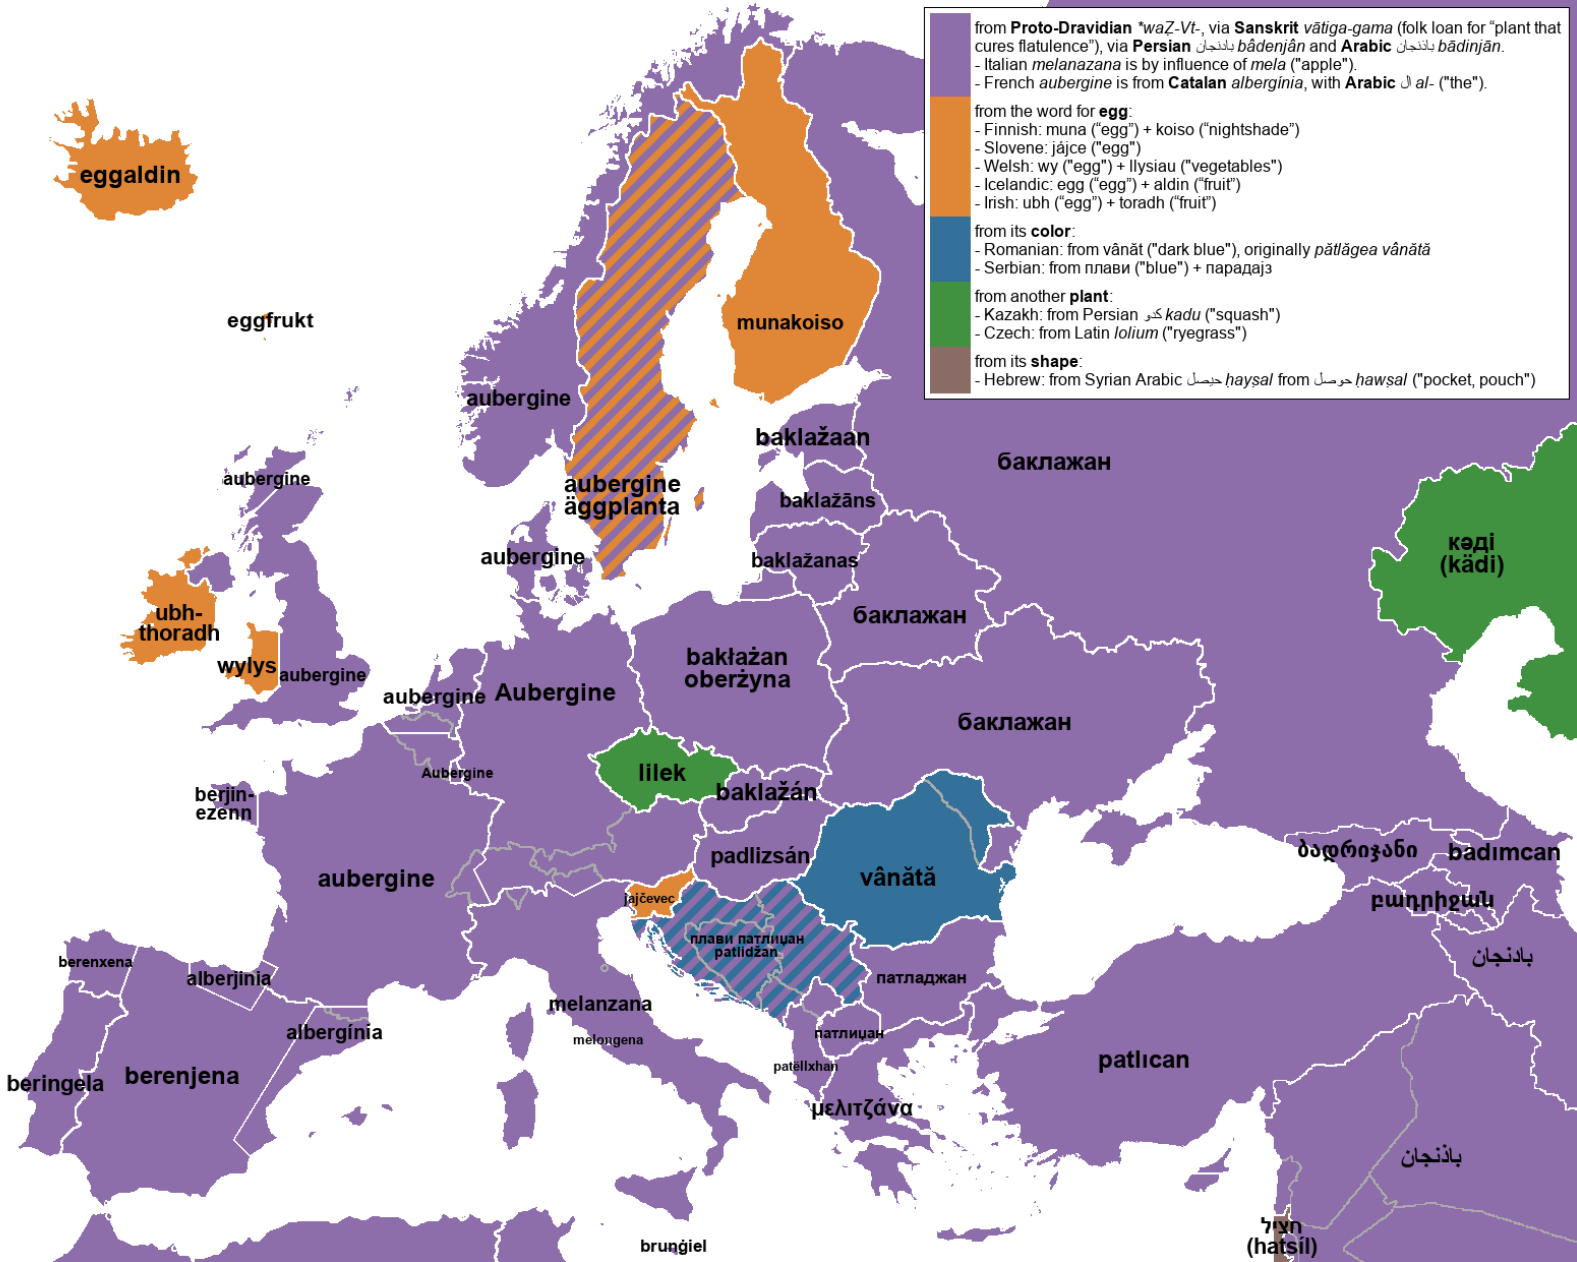 from Proto-Dravidian *waẒ-Vt-, via Sanskrit vātiga-gama (folk loan for “plant that
cures flatulence”), via Persian بادنجان bâdenjân and Arabic باذنجان bādinjān.
- Italian melanazana is by influence of mela ("apple").
- French aubergine is from Catalan albergínia, with Arabic ال al- ("the").
from the word for egg:
- Finnish: muna (“egg”) + koiso (“nightshade”)
- Slovene: jájce ("egg")
- Welsh: wy ("egg") + llysiau ("vegetables")
- Icelandic: egg (“egg”) + aldin (“fruit”)
- Irish: ubh (“egg”) + toradh (“fruit”)
from its color:
- Romanian: from vânăt ("dark blue"), originally pătlăgea vânătă
- Serbian: from плави ("blue") + парадајз
from another plant:
- Kazakh: from Persian كدو kadu ("squash")
- Czech: from Latin lolium ("ryegrass")
from its shape:
- Hebrew: from Syrian Arabic حيصل ḥayṣal from حوصل ḥawṣal ("pocket, pouch")
eggaldin
eggfrukt
munakoiso
aubergine
baklažaan
баклажан
aubergine
aubergine
äggplanta
baklažāns
aubergine
baklažanas
кәді
(kädi)
ubh-
thoradh
баклажан
wylys
aubergine
bakłażan
oberżyna
aubergine
Aubergine
баклажан
Aubergine
lilek
baklažán
berjin-
ezenn
padlizsán
vânătă
ბადრიჯანი
badımcan
aubergine
jajčevec
բադրիջան
плави патлиџан
patlidžan
بادنجان
berenxena
alberjinia
патладжан
melanzana
albergínia
melongena
патлиџан
patëllxhan
patlıcan
beringela
berenjena
μελιτζάνα
باذنجان
brunġiel
חציל
(hatsíl)